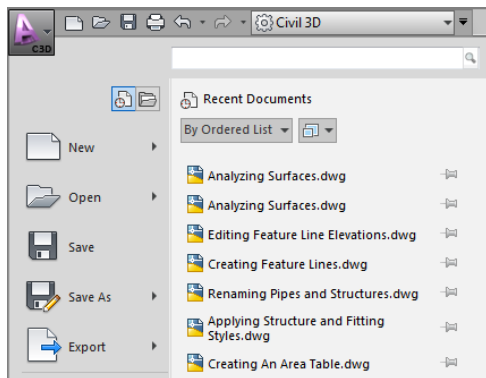 C3D
Civil 3D
Recent Documents
By Ordered List
New
Open
Save
Save As
Export
Analyzing Surfaces.dwg
Analyzing Surfaces.dwg
Editing Feature Line Elevations.dwg
Creating Feature Lines.dwg
Renaming Pipes and Structures.dwg
Applying Structure and Fitting
Styles.dwg
Creating An Area Table.dwg